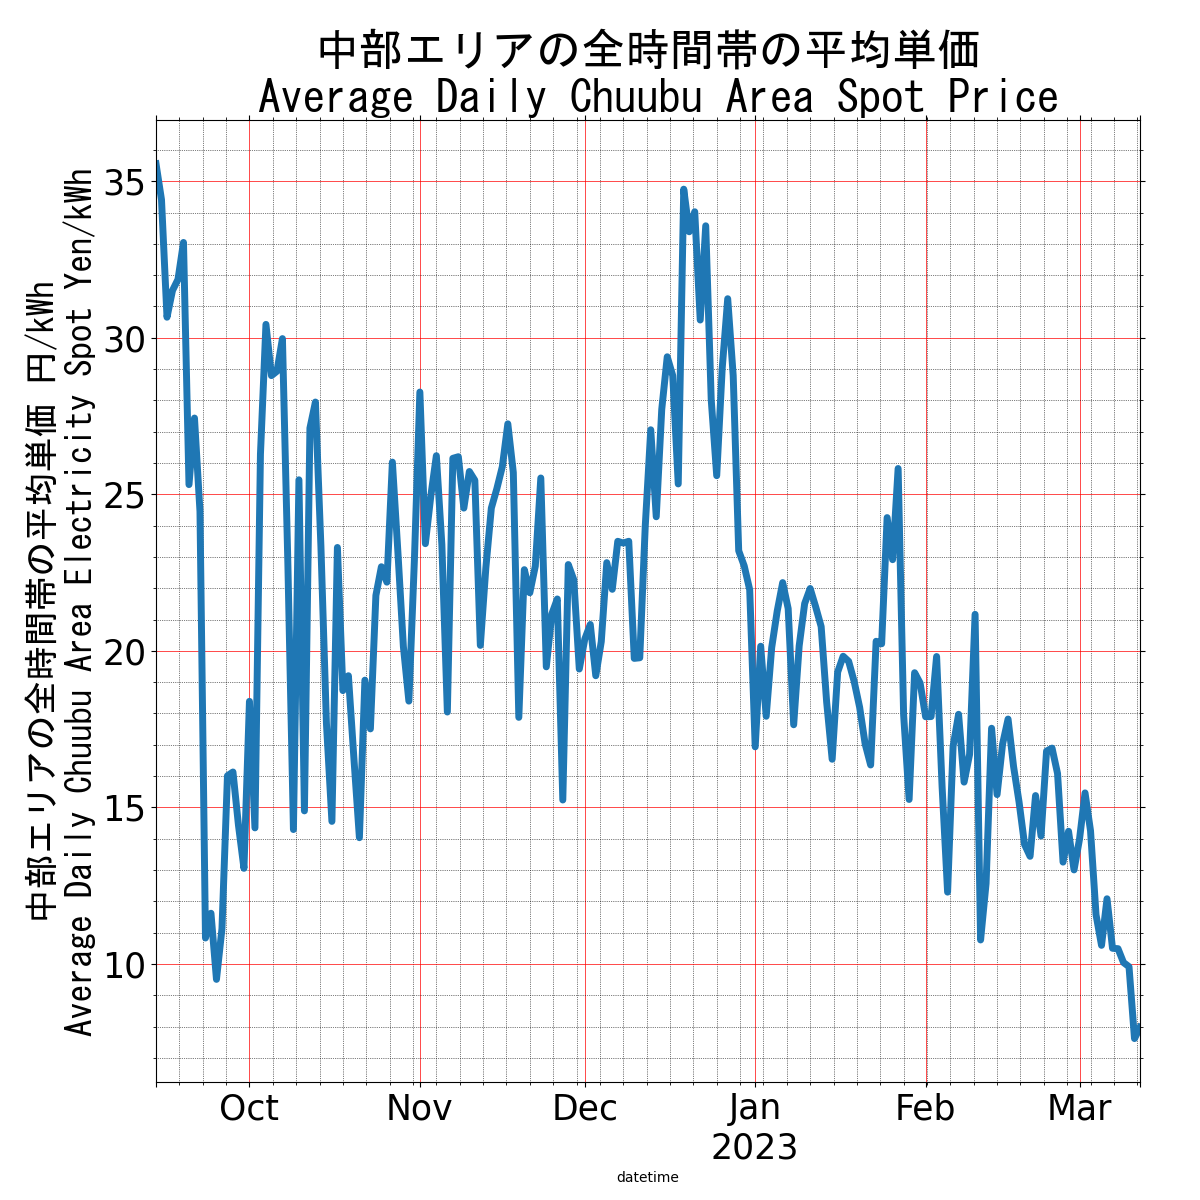 中部エリアの全時間帯の平均単価
Average Daily Chuubu Area Spot Price
中部エリアの全時間帯の平均単価 円/kWh
Average Daily Chuubu Area Electricity Spot Yen/kWh
35
30
25
20
15
10
Oct
Nov
Dec
Jan
2023
Feb
Mar
datetime